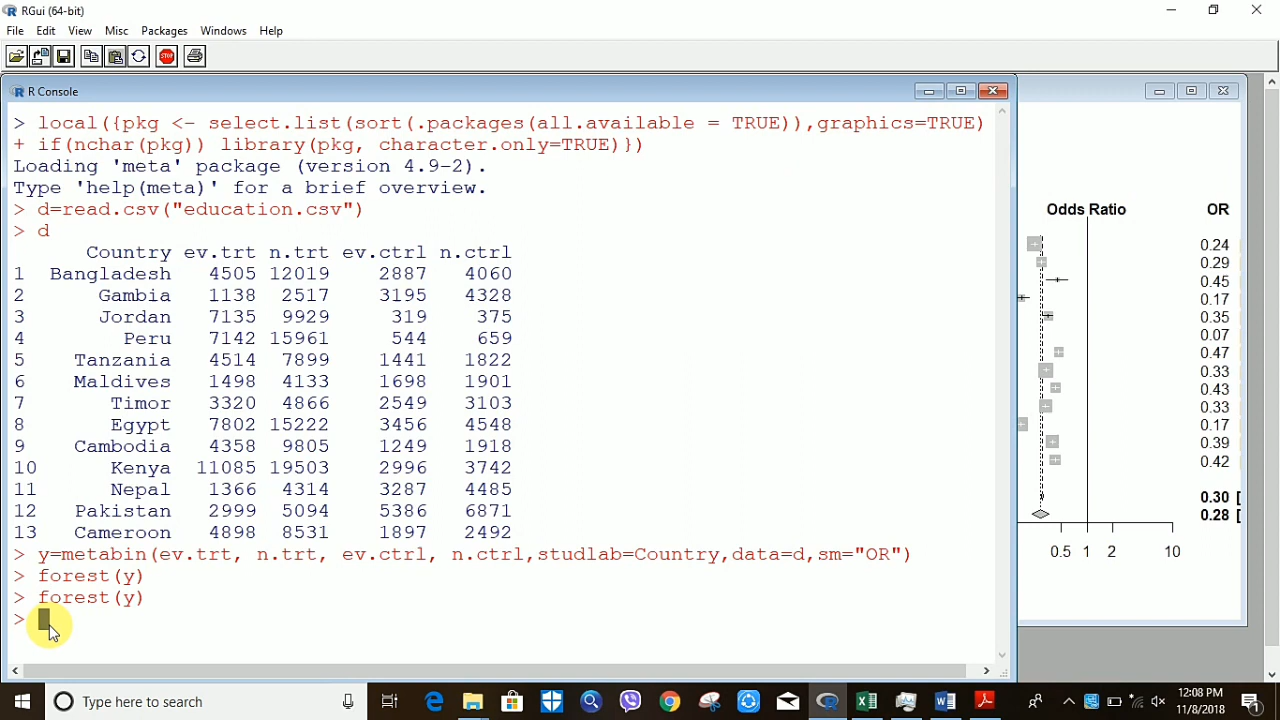 RGui (64-bit)
File Edit View Misc Packages Windows Help
STOP
R Console
> local({pkg <- select.list(sort(.packages(all.available = TRUE)),graphics=TRUE)
+ if(nchar(pkg)) library(pkg, character.only=TRUE)})
Loading 'meta' package (version 4.9-2).
Type 'help(meta)' for a brief overview.
> d=read.csv("education.csv")
> d
Country ev.trt n.trt ev.ctrl n.ctrl
1 Bangladesh 4505 12019 2887 4060
2 Gambia 1138 2517 3195 4328
3 Jordan 7135 9929 319 375
4 Peru 7142 15961 544 659
5 Tanzania 4514 7899 1441 1822
6 Maldives 1498 4133 1698 1901
7 Timor 3320 4866 2549 3103
8 Egypt 7802 15222 3456 4548
9 Cambodia 4358 9805 1249 1918
10 Kenya 11085 19503 2996 3742
11 Nepal 1366 4314 3287 4485
12 Pakistan 2999 5094 5386 6871
13 Cameroon 4898 8531 1897 2492
> y=metabin(ev.trt, n.trt, ev.ctrl, n.ctrl,studlab=Country,data=d,sm="OR")
> forest(y)
> forest(y)
>
Odds Ratio OR
0.24
0.29
0.45
0.17
0.35
0.07
0.47
0.33
0.43
0.33
0.17
0.39
0.42
0.30 [
0.28 [
0.5 1 2 10
Type here to search
12:08 PM
11/8/2018